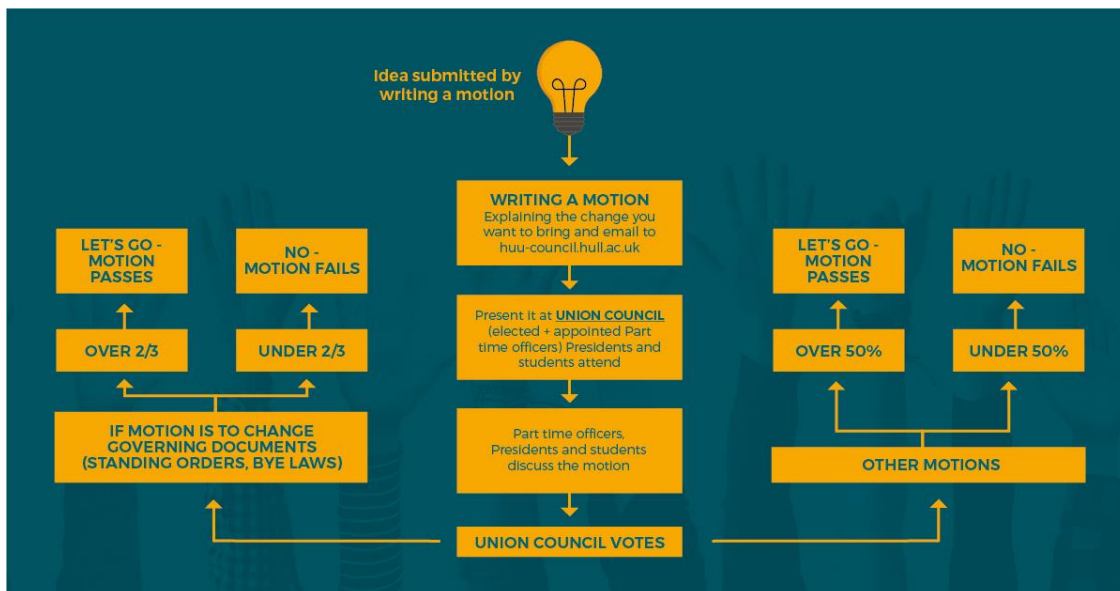 Idea submitted by
writing a motion
WRITING A MOTION
Explaining the change you
want to bring and email to
huu-council.hull.ac.uk
Present it at UNION COUNCIL
(elected + appointed Part
time officers) Presidents and
students attend
Part time officers,
Presidents and students
discuss the motion
UNION COUNCIL VOTES
LET'S GO -
MOTION
PASSES
NO -
MOTION FAILS
OVER 2/3
UNDER 2/3
IF MOTION IS TO CHANGE
GOVERNING DOCUMENTS
(STANDING ORDERS, BYE LAWS)
LET'S GO -
MOTION
PASSES
NO -
MOTION FAILS
OVER 50%
UNDER 50%
OTHER MOTIONS